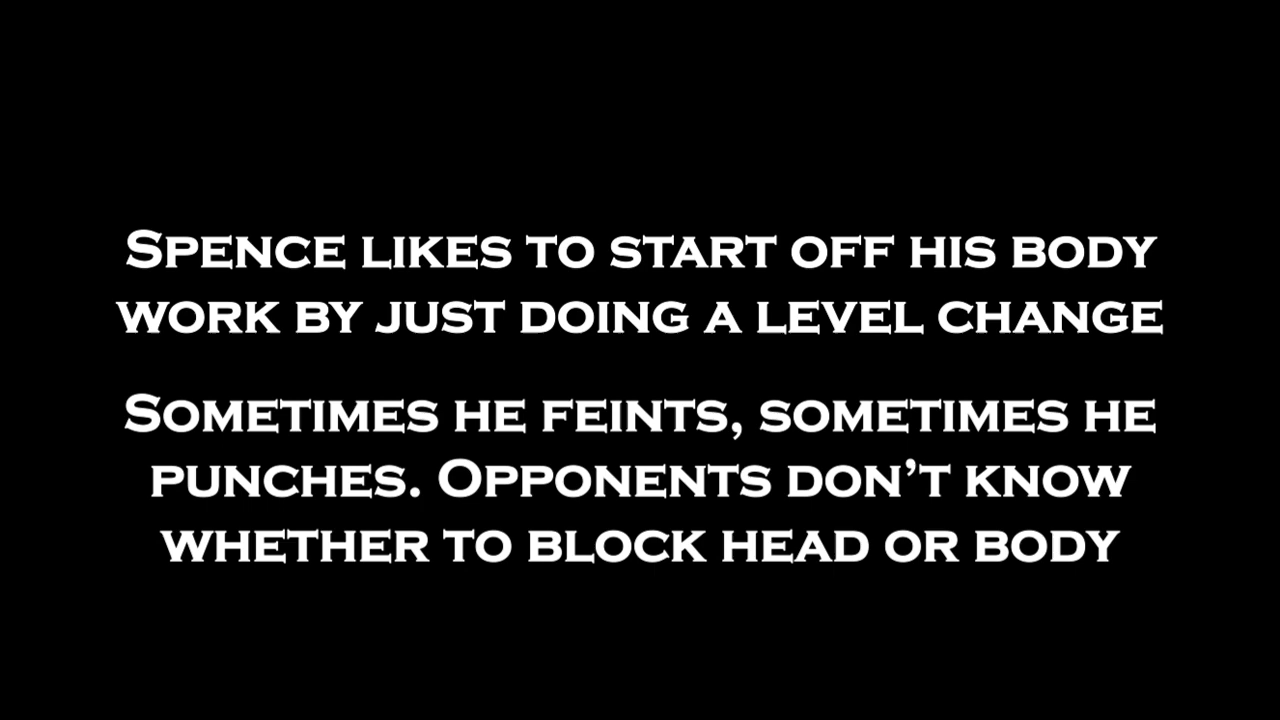 Spence likes to start off his body
work by just doing a level change
Sometimes he feints, sometimes he
punches. Opponents don’t know
whether to block head or body